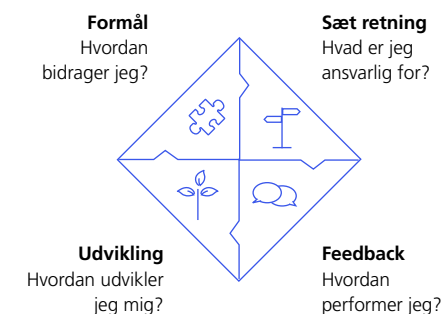 Formål
Hvordan
bidrager jeg?
Sæt retning
Hvad er jeg
ansvarlig for?
Udvikling
Hvordan udvikler
jeg mig?
Feedback
Hvordan
performer jeg?